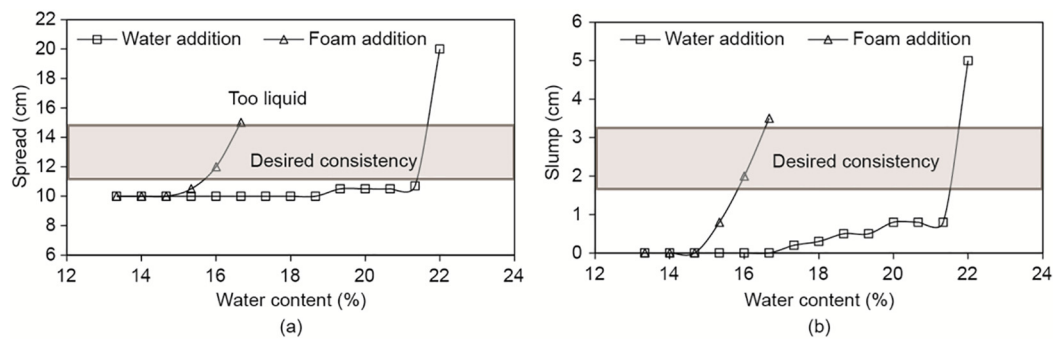 22
20
18
16
14
12
10
8
6
Spread (cm)
Water addition
Foam addition
Too liquid
Desired consistency
12 14 16 18 20 22 24
Water content (%)
(a)
6
5
4
3
2
1
0
Slump (cm)
Water addition
Foam addition
Desired consistency
12 14 16 18 20 22 24
Water content (%)
(b)